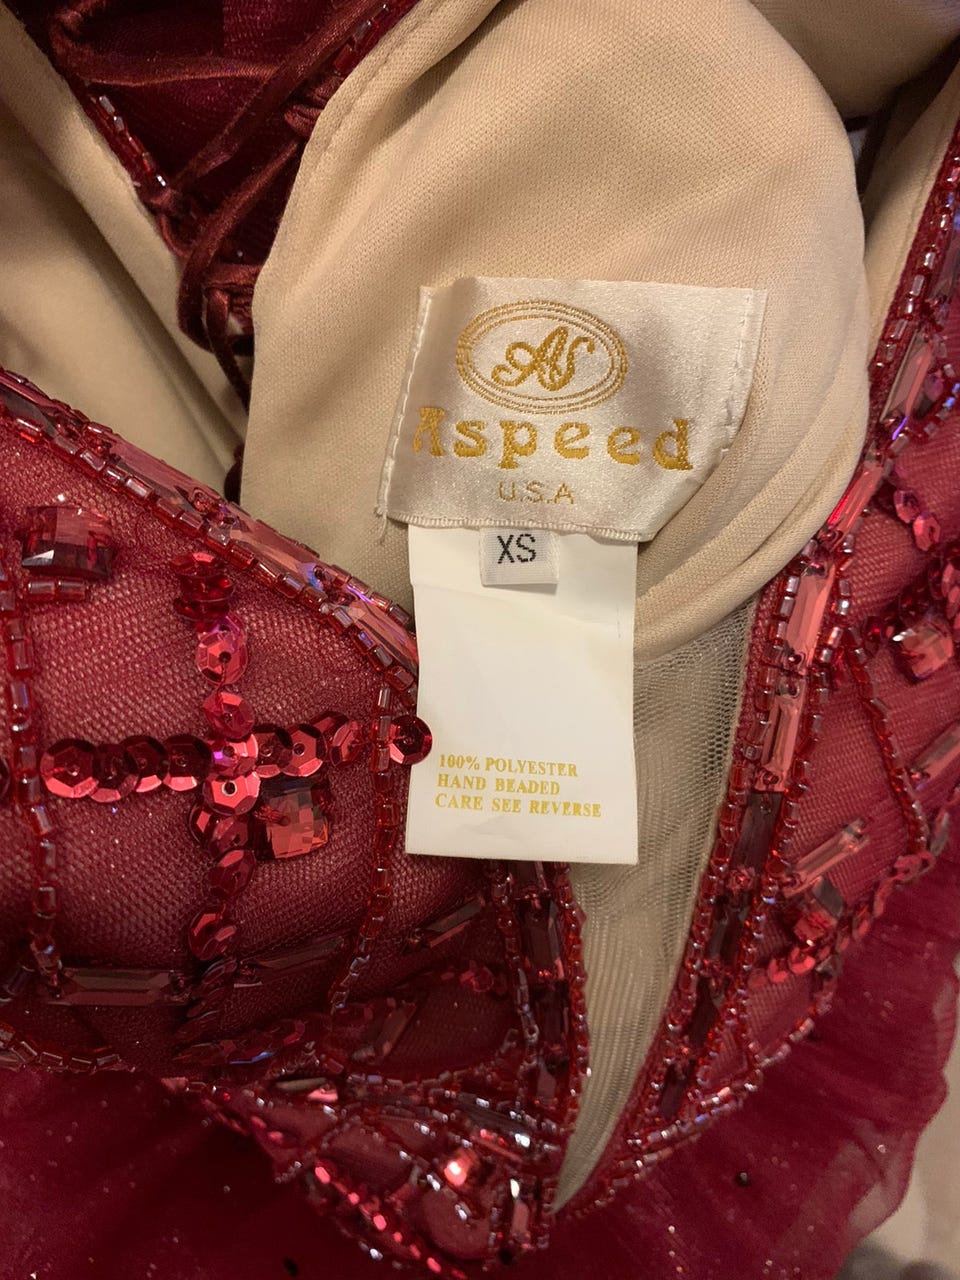 AS
Aspeed
U.S.A
XS
100% POLYESTER
HAND BEADED
CARE SEE REVERSE